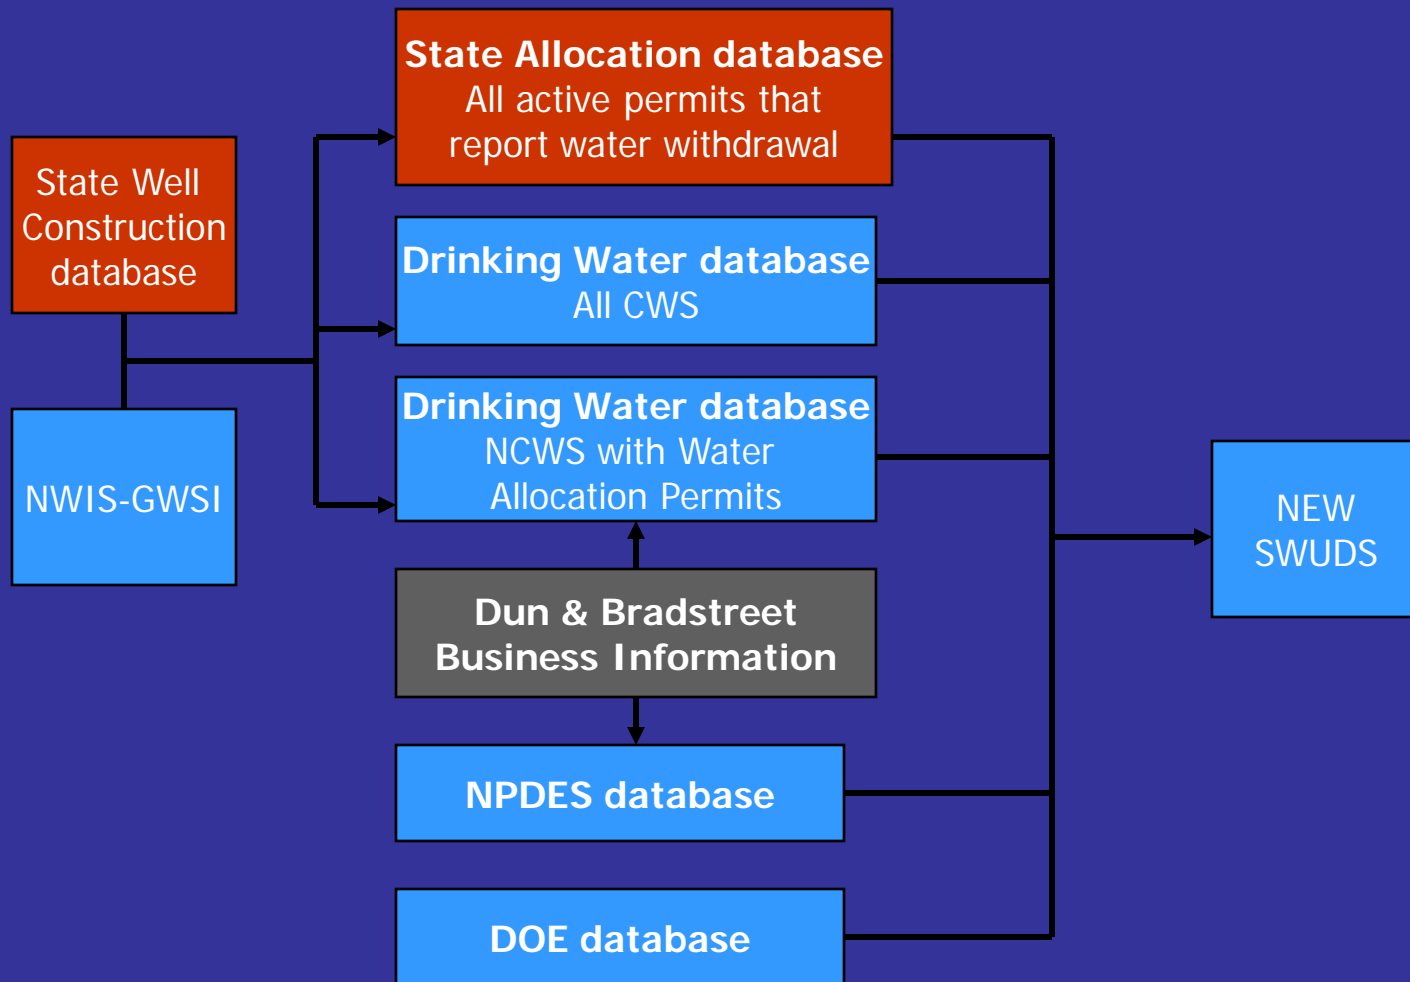 State Allocation database
All active permits that
report water withdrawal
State Well
Construction
database
Drinking Water database
All CWS
Drinking Water database
NCWS with Water
Allocation Permits
NWIS-GWSI
NEW
SWUDS
Dun & Bradstreet
Business Information
NPDES database
DOE database